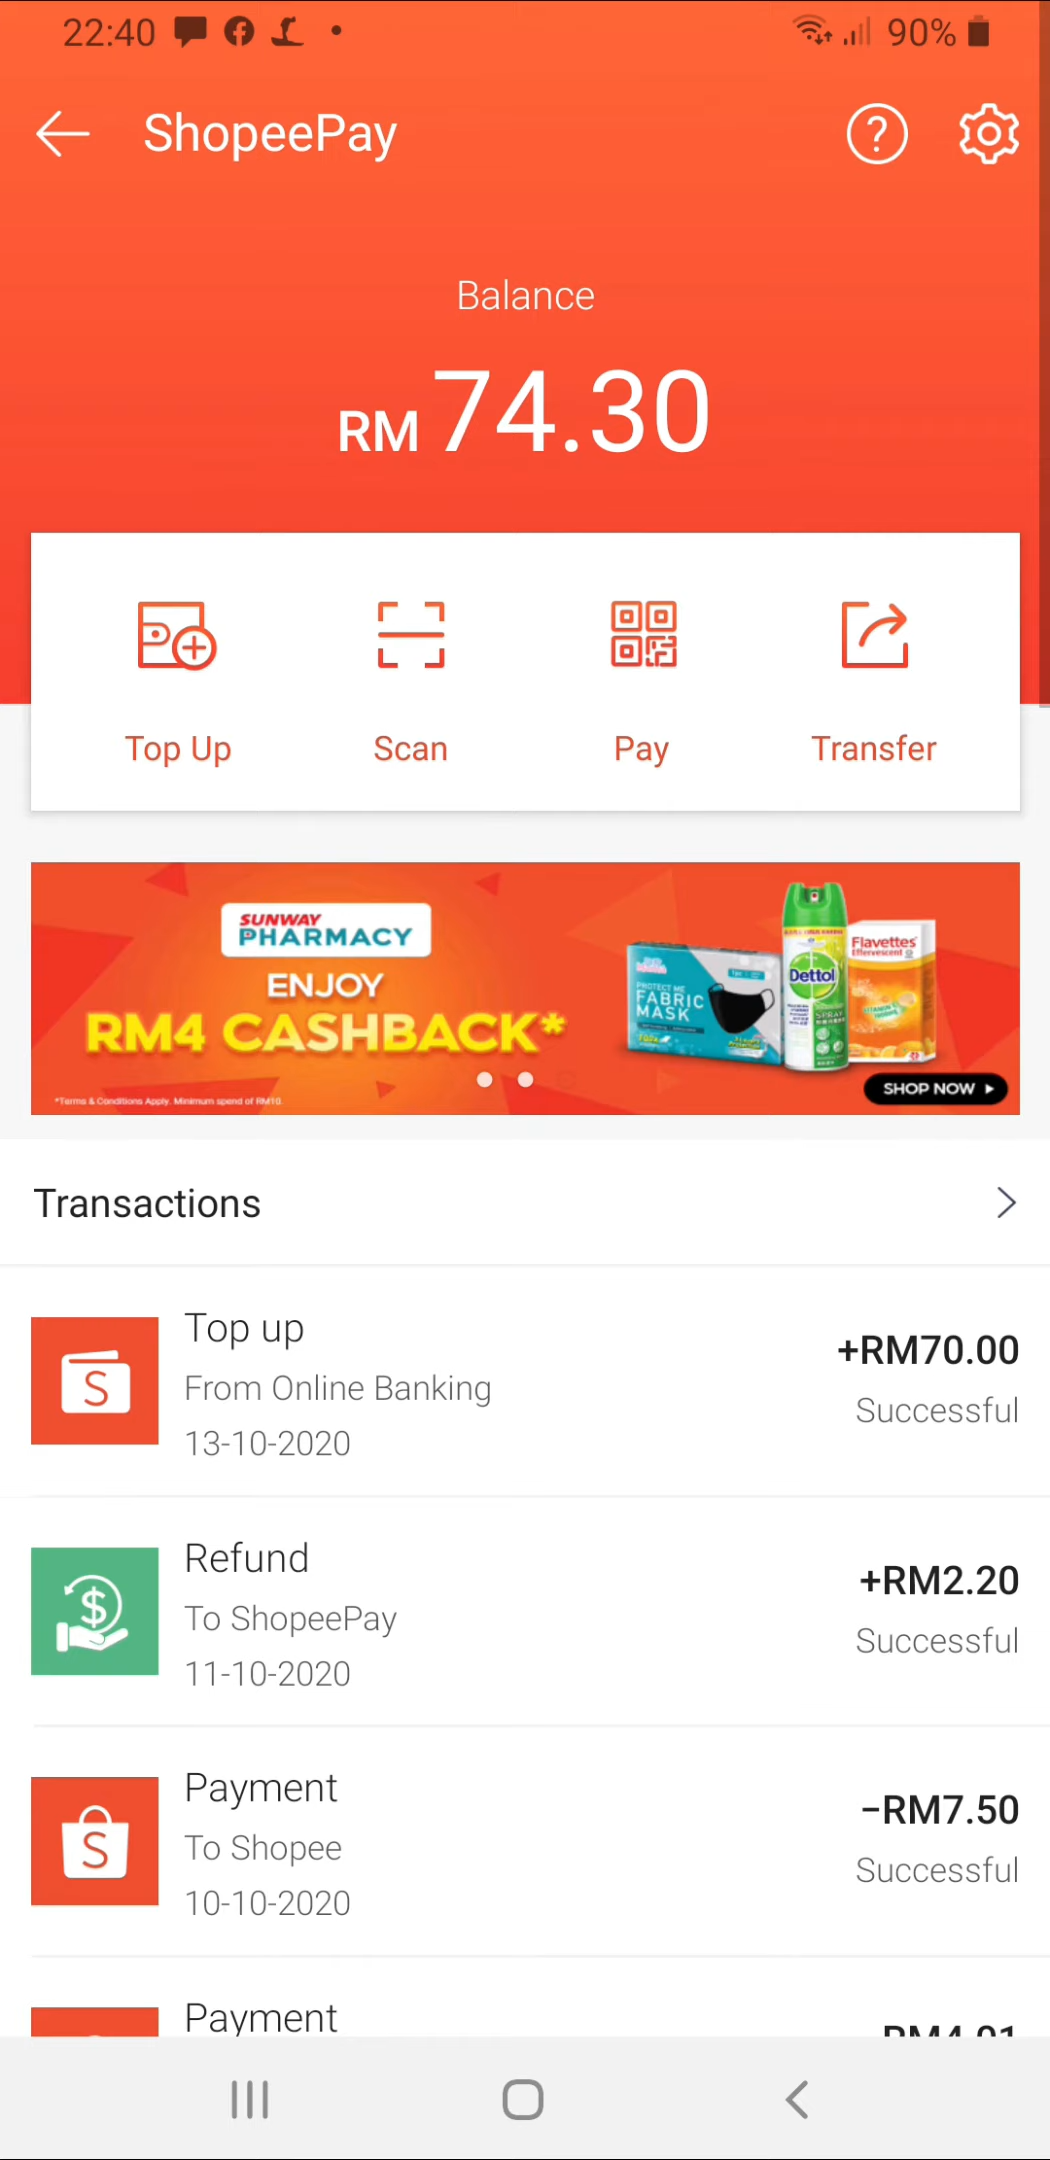 22:40 90%
ShopeePay
Balance
RM 74.30
Top Up Scan Pay Transfer
SUNWAY
PHARMACY
ENJOY
RM4 CASHBACK*
*Terms & Conditions Apply. Minimum spend of RM10.
PROTECT ME
FABRIC
MASK
Dettol
SPRAY
Flavettes
Effervescent
SHOP NOW
Transactions
Top up
+RM70.00
From Online Banking
Successful
13-10-2020
Refund
+RM2.20
To ShopeePay
Successful
11-10-2020
Payment
−RM7.50
To Shopee
Successful
10-10-2020
Payment